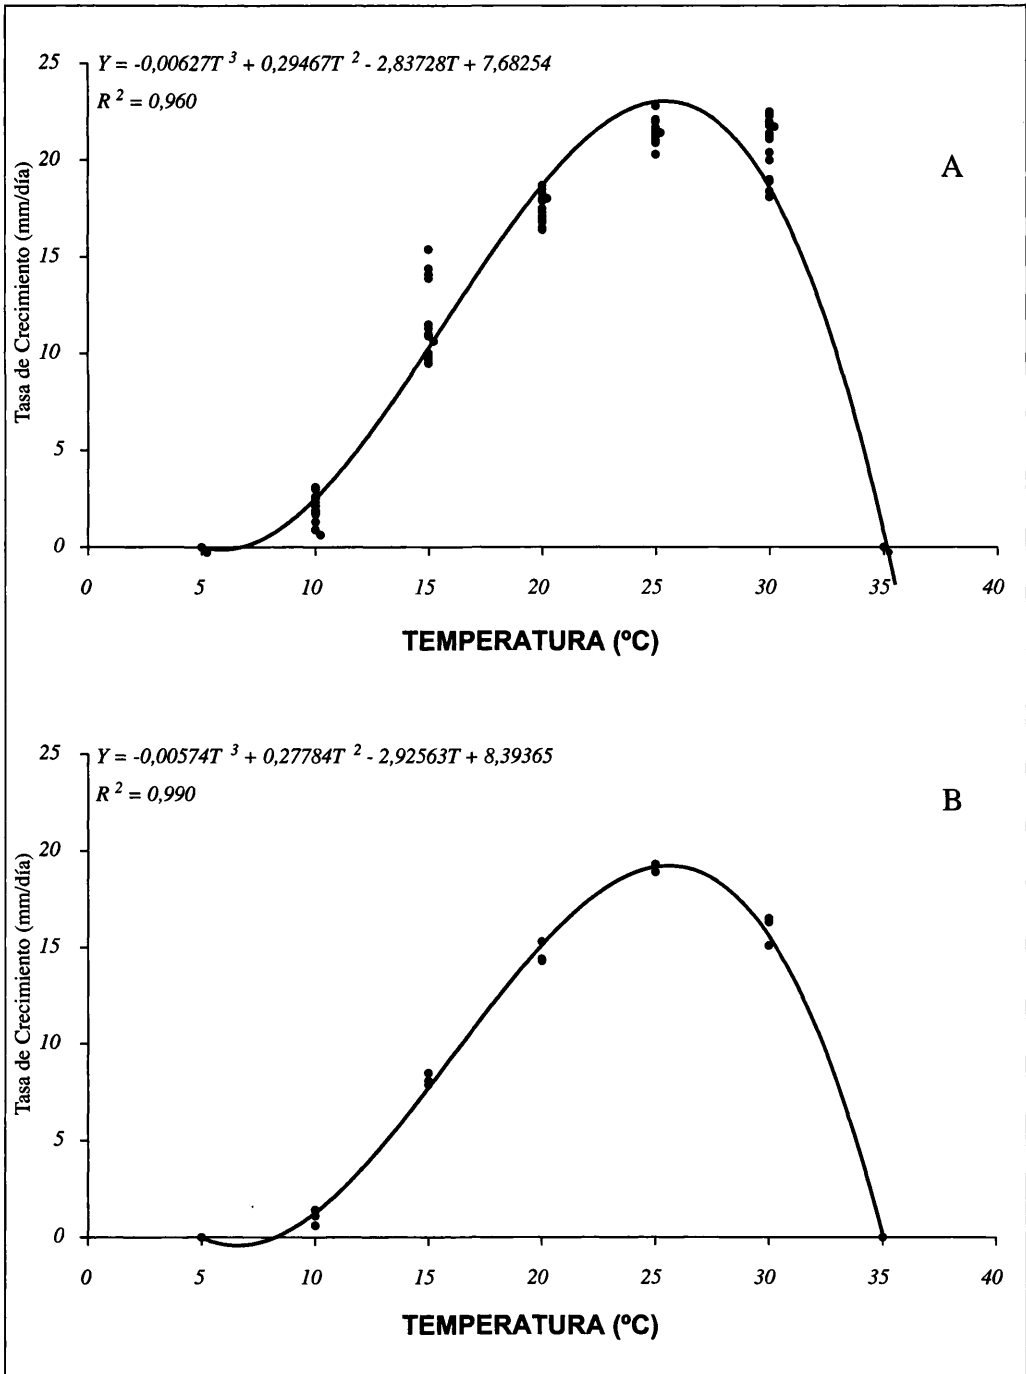 Y = -0,00627T 3 + 0,29467T 2 - 2,83728T + 7,68254
R 2 = 0,960
A
Tasa de Crecimiento (mm/día)
25
20
15
10
5
0
0 5 10 15 20 25 30 35 40
TEMPERATURA (ºC)
Y = -0,00574T 3 + 0,27784T 2 - 2,92563T + 8,39365
R 2 = 0,990
B
Tasa de Crecimiento (mm/día)
25
20
15
10
5
0
0 5 10 15 20 25 30 35 40
TEMPERATURA (ºC)